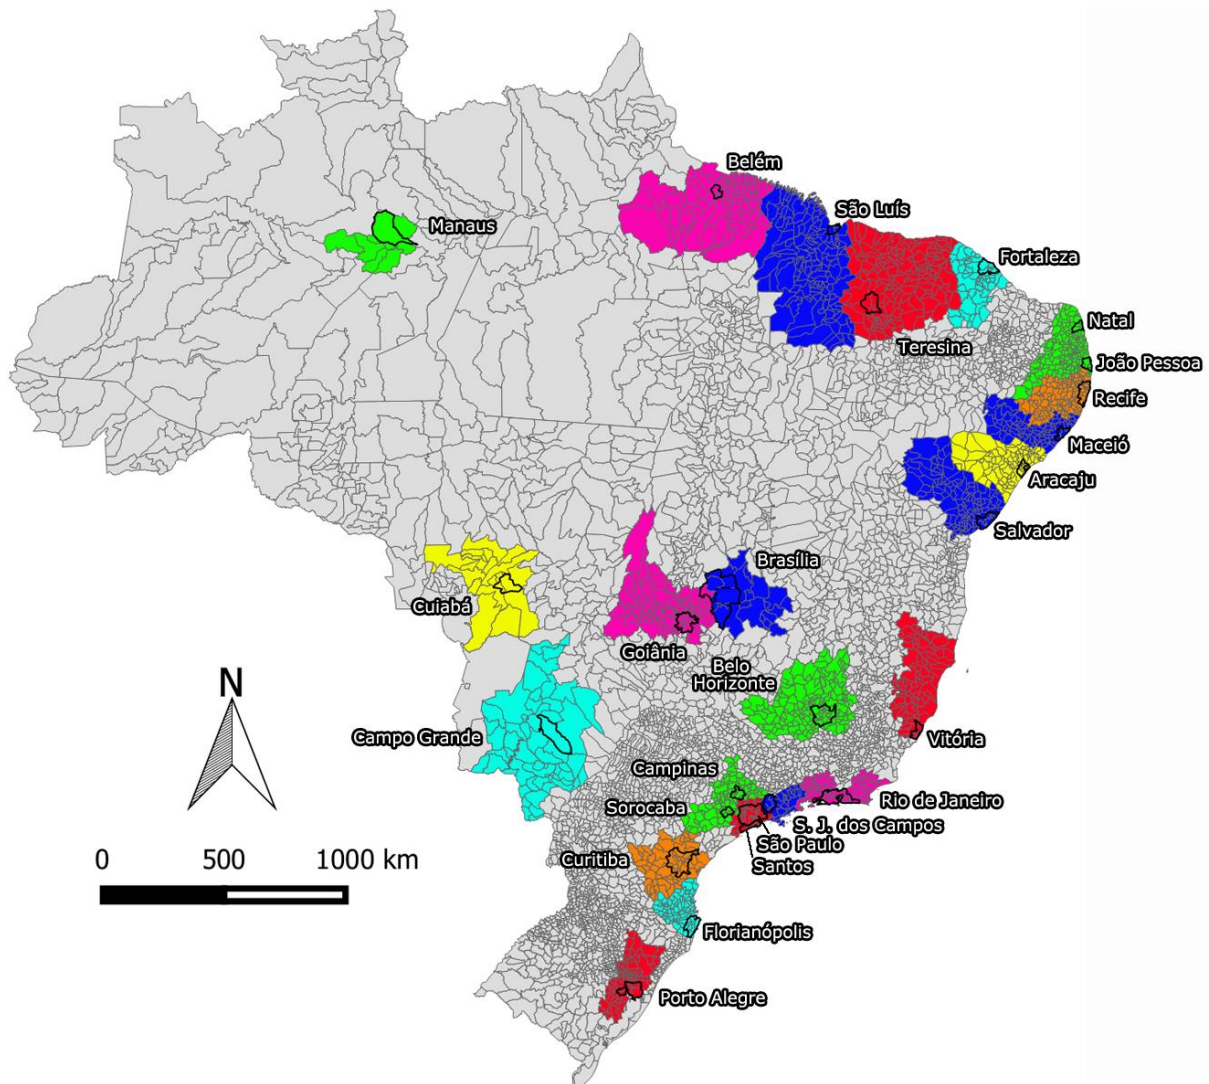 Belém
São Luís
Manaus
Fortaleza
Natal
Teresina
João Pessoa
Recife
Maceió
Aracaju
Salvador
Brasília
Cuiabá
Goiânia
Belo
Horizonte
N
Campo Grande
Vitória
Campinas
Rio de Janeiro
Sorocaba
S. J. dos Campos
São Paulo
Santos
Curitiba
0 500 1000 km
Florianópolis
Porto Alegre